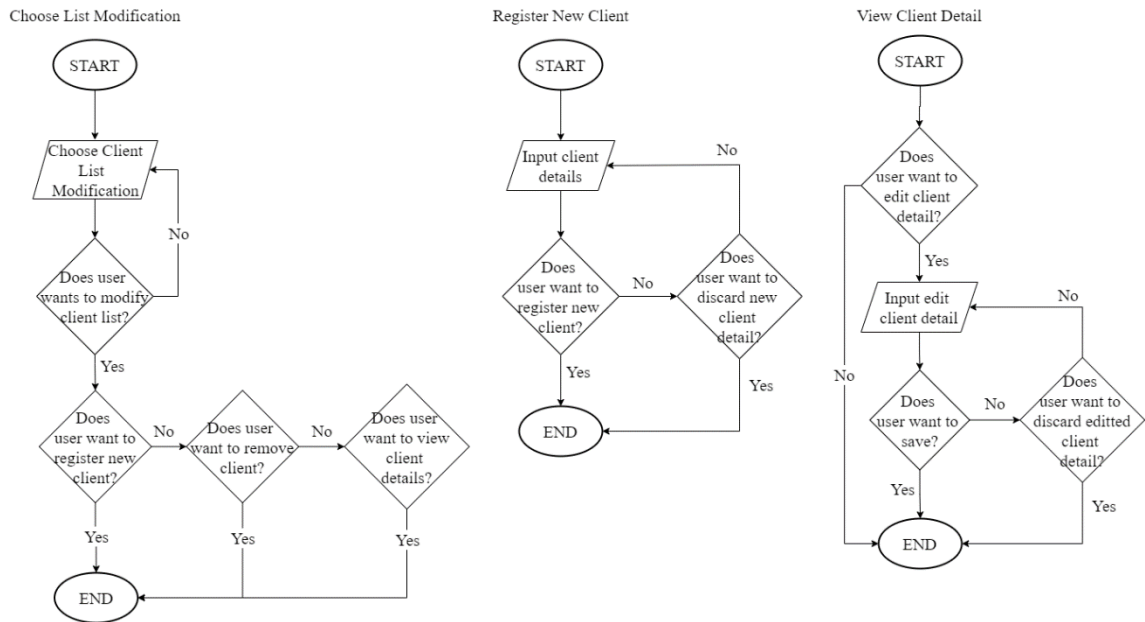 Choose List Modification
START
Choose Client
List
Modification
No
Does user
wants to modify
client list?
Yes
Does
user want to
register new
client?
No
Does user
want to remove
client?
No
Does user
want to view
client
details?
Yes
Yes
Yes
END
Register New Client
START
Input client
details
No
Does
user want to
register new
client?
No
Does
user want to
discard new
client
detail?
Yes
Yes
END
View Client Detail
START
Does
user want to
edit client
detail?
Yes
No
Input edit
client detail
No
Does
user want to
save?
No
Does
user want to
discard editted
client
detail?
Yes
Yes
END